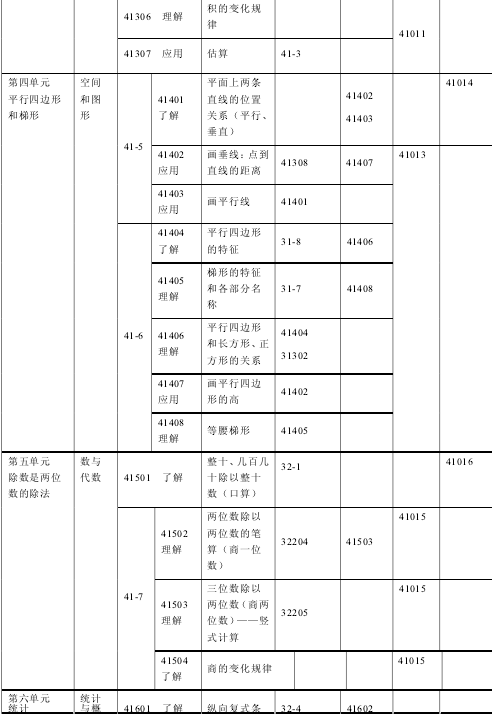 41306 理解
积的变化规
律
41011
41307 应用
估算
41-3
第四单元
平行四边形
和梯形
空间
和图
形
41-5
41401
了解
平面上两条
直线的位置
关系（平行、
垂直）
41402
41403
41014
41402
应用
画垂线：点到
直线的距离
41308
41407
41013
41403
应用
画平行线
41401
41-6
41404
了解
平行四边形
的特征
31-8
41406
41405
理解
梯形的特征
和各部分名
称
31-7
41408
41406
理解
平行四边形
和长方形、正
方形的关系
41404
31302
41407
应用
画平行四边
形的高
41402
41408
理解
等腰梯形
41405
第五单元
除数是两位
数的除法
数与
代数
41501 了解
整十、几百几
十除以整十
数（口算）
32-1
41016
41-7
41502
理解
两位数除以
两位数的笔
算（商一位
数）
32204
41503
41015
41503
理解
三位数除以
两位数（商两
位数）——竖
式计算
32205
41015
41504
了解
商的变化规律
41015
第六单元
统计
统计
与概
41601 了解
纵向复式条
32-4
41602